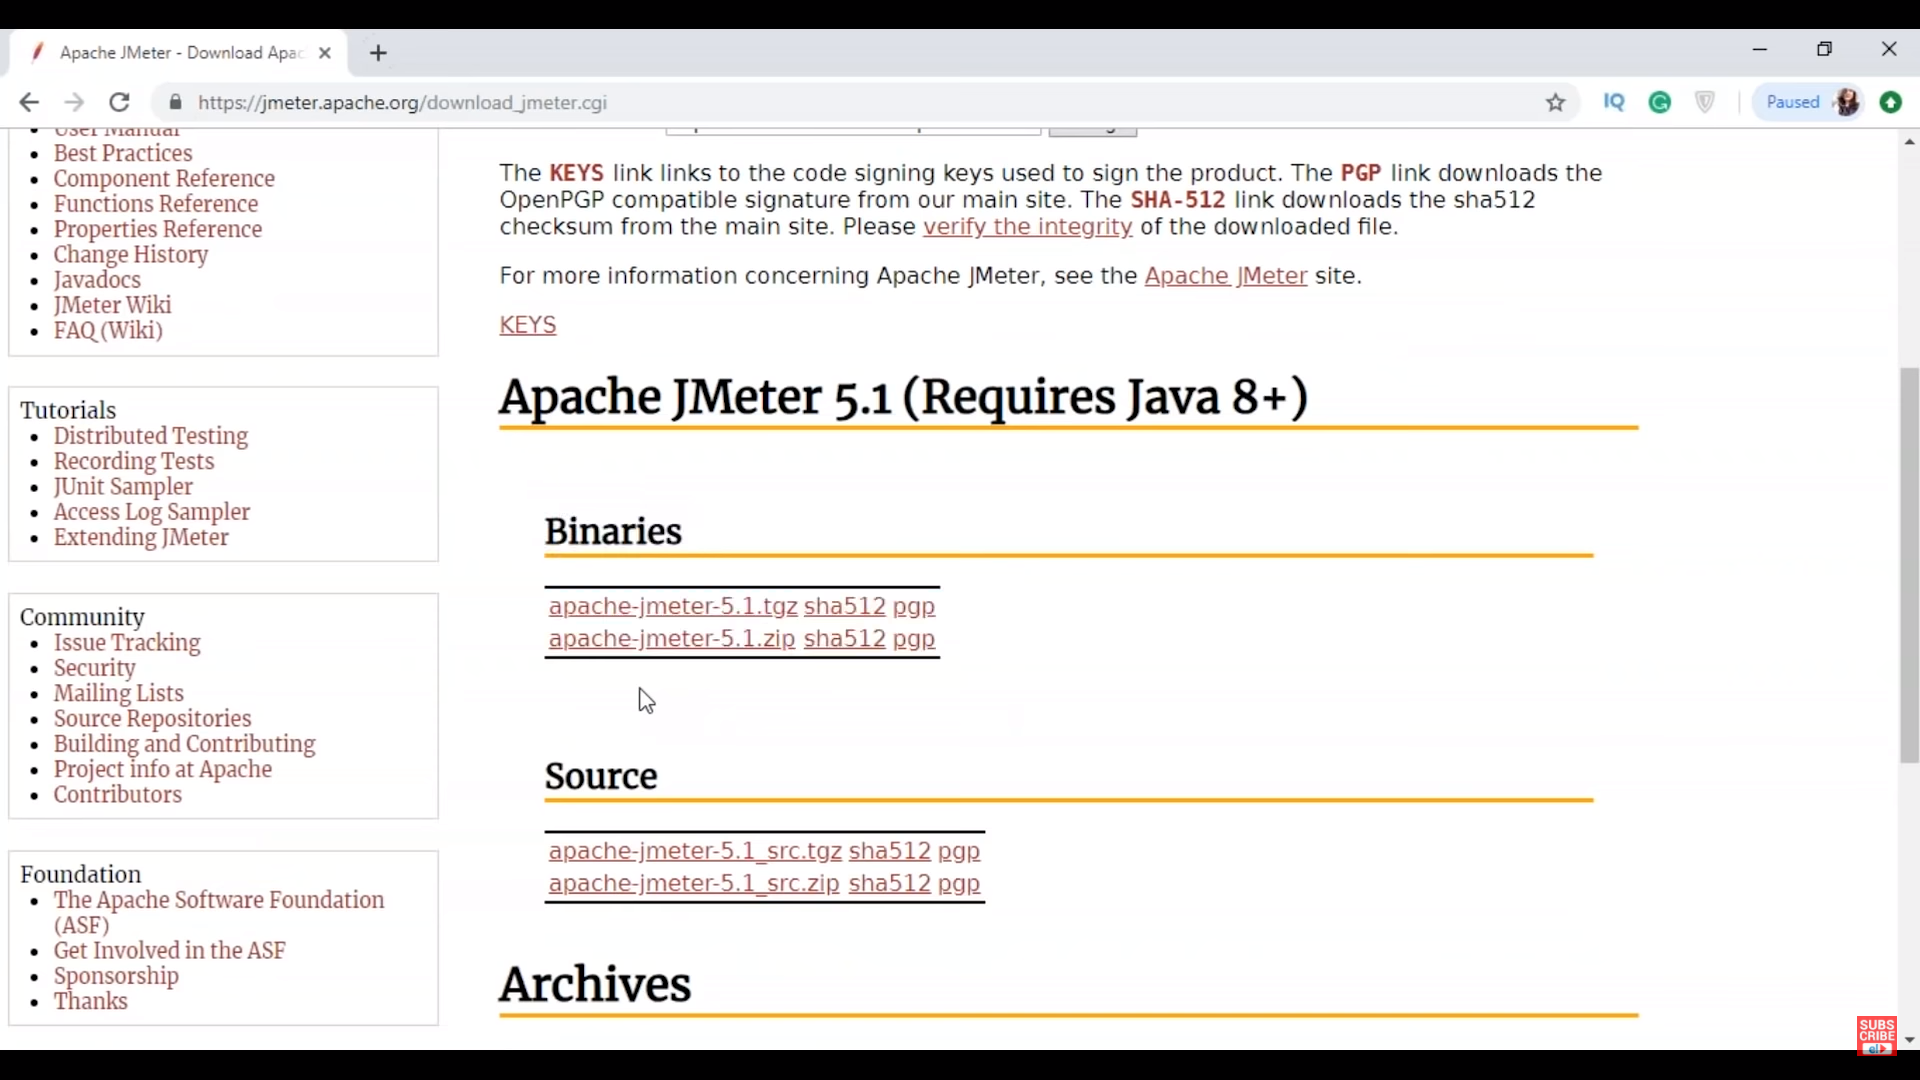 Apache JMeter - Download Apac
https://jmeter.apache.org/download_jmeter.cgi
IQ
Paused
User Manual
Best Practices
Component Reference
Functions Reference
Properties Reference
Change History
Javadocs
JMeter Wiki
FAQ (Wiki)
Tutorials
Distributed Testing
Recording Tests
JUnit Sampler
Access Log Sampler
Extending JMeter
Community
Issue Tracking
Security
Mailing Lists
Source Repositories
Building and Contributing
Project info at Apache
Contributors
Foundation
The Apache Software Foundation
(ASF)
Get Involved in the ASF
Sponsorship
Thanks
The KEYS link links to the code signing keys used to sign the product. The PGP link downloads the
OpenPGP compatible signature from our main site. The SHA-512 link downloads the sha512
checksum from the main site. Please verify the integrity of the downloaded file.
For more information concerning Apache JMeter, see the Apache JMeter site.
KEYS
Apache JMeter 5.1 (Requires Java 8+)
Binaries
apache-jmeter-5.1.tgz sha512 pgp
apache-jmeter-5.1.zip sha512 pgp
Source
apache-jmeter-5.1_src.tgz sha512 pgp
apache-jmeter-5.1_src.zip sha512 pgp
Archives
SUBS
CRIBE